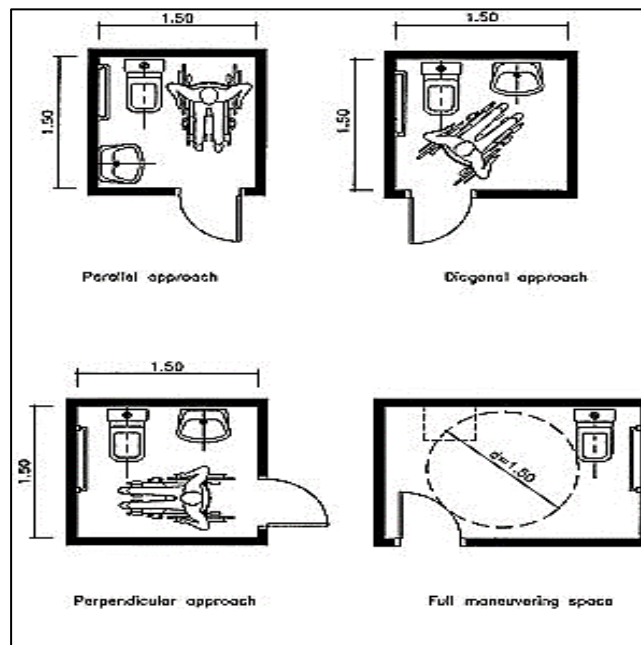 1.50
1.50
1.50
1.50
Parallel approach
Diagonal approach
1.50
1.50
d=1.50
Perpendicular approach
Full maneuvering space